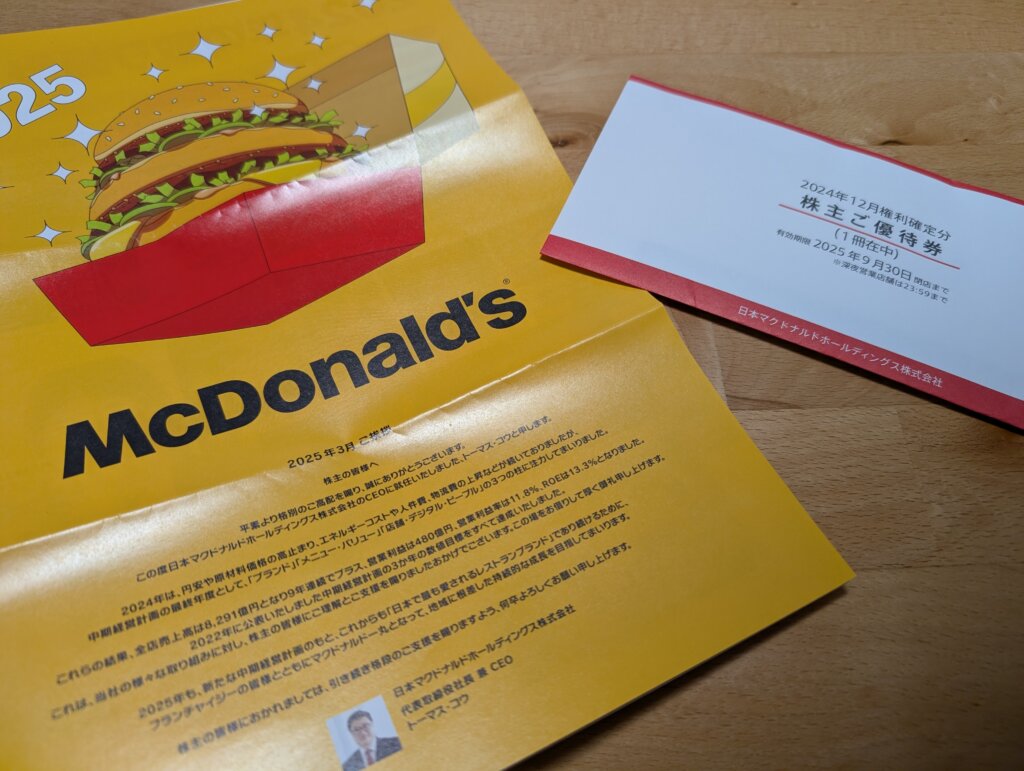 025
McDonald's®
2025年3月 ご挨拶
株主の皆様へ
平素より格別のご高配を賜り、誠にありがとうございます。
この度日本マクドナルドホールディングス株式会社のCEOに就任いたしました、トーマス・コウと申します。
2024年は、円安や原材料価格の高止まり、エネルギーコストや人件費、物流費の上昇などが続いておりましたが、
中期経営計画の最終年度として、「ブランド」「メニュー・バリュー」「店舗・デジタル・ピープル」の3つの柱に注力してまいりました。
これらの結果、全店売上高は8,291億円となり9年連続でプラス、営業利益は480億円、営業利益率は11.8%、ROEは13.3%となりました。
2022年に公表いたしました中期経営計画の3か年の数値目標をすべて達成いたしました。
これは、当社の様々な取り組みに対し、株主の皆様にご理解とご支援を賜りましたおかげでございます。この場をお借りして厚く御礼申し上げます。
2025年も、新たな中期経営計画のもと、これからも「日本で最も愛されるレストランブランド」であり続けるために、
フランチャイジーの皆様とともにマクドナルド一丸となって、地域に根差した持続的な成長を目指してまいります。
株主の皆様におかれましては、引き続き格段のご支援を賜りますよう、何卒よろしくお願い申し上げます。
日本マクドナルドホールディングス株式会社
代表取締役社長 兼 CEO
トーマス・コウ
2024年12月権利確定分
株主ご優待券
(1冊在中)
有効期限 2025年9月30日 閉店まで
※深夜営業店舗は23:59まで
日本マクドナルドホールディングス株式会社